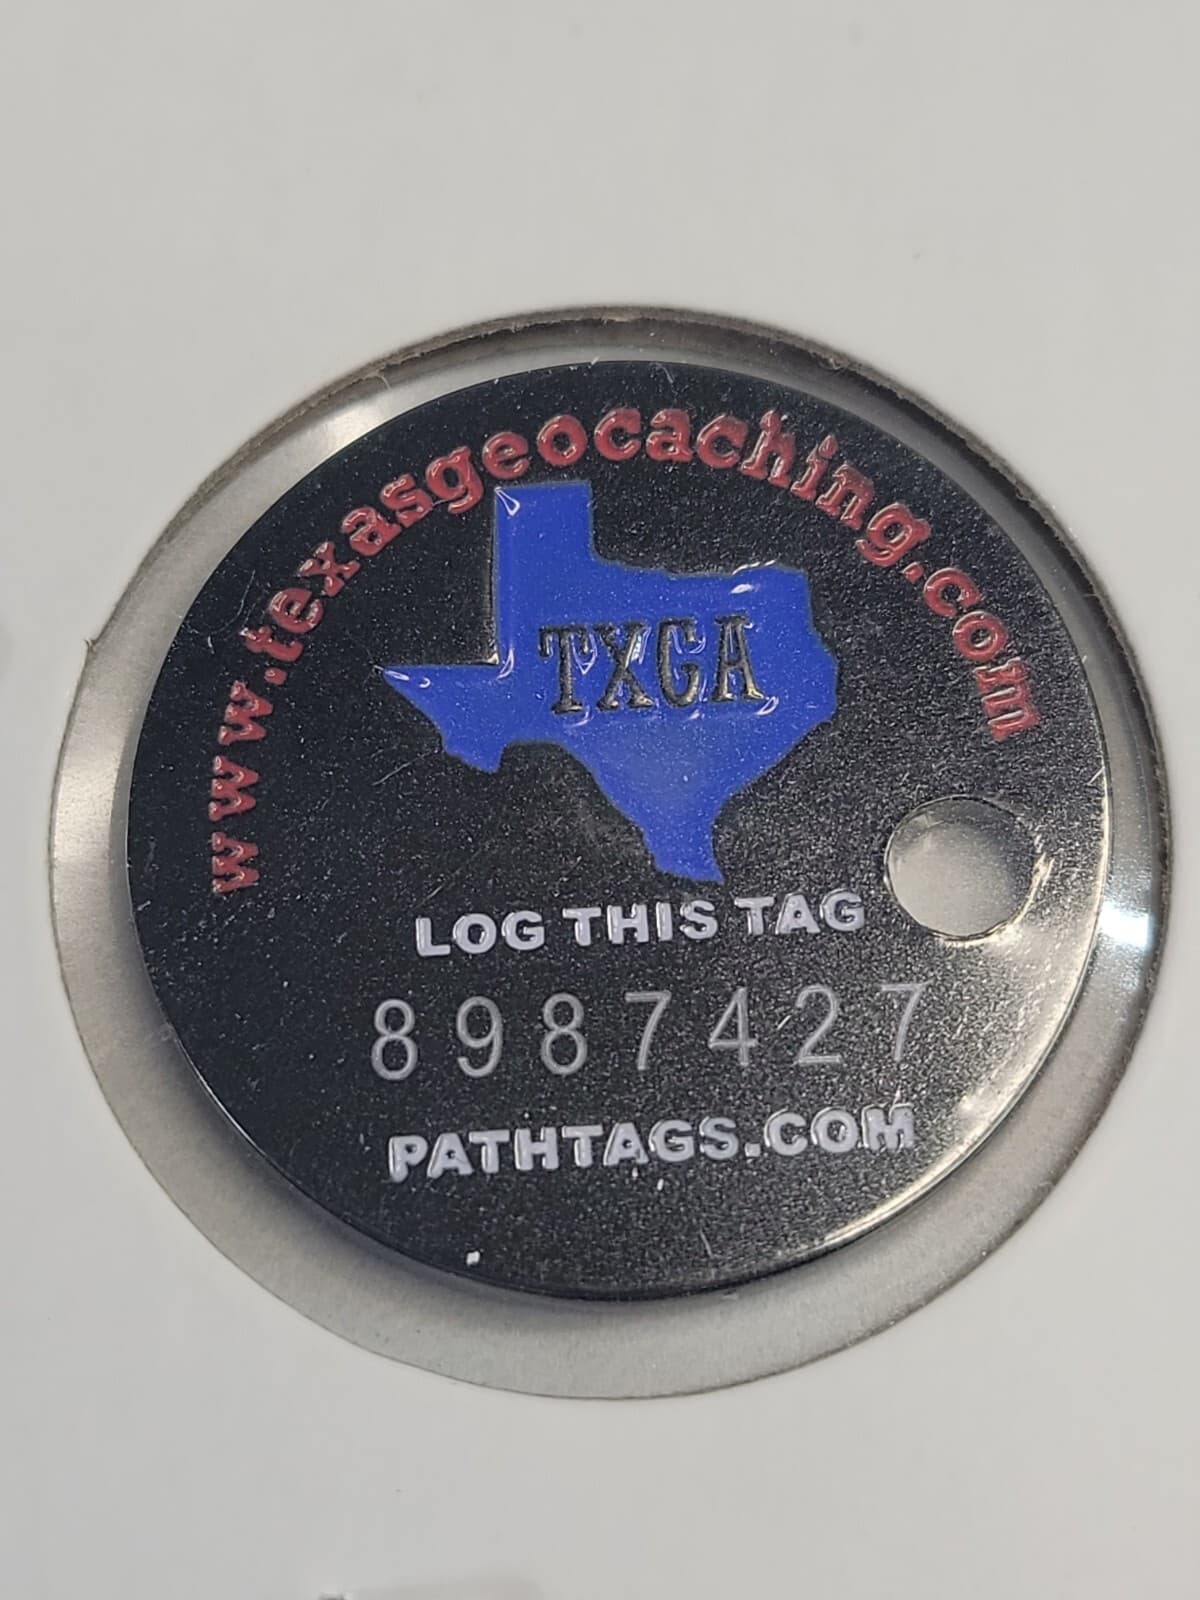 www.texasgeocaching.com
TXGA
LOG THIS TAG
8987427
PATHTAGS.COM